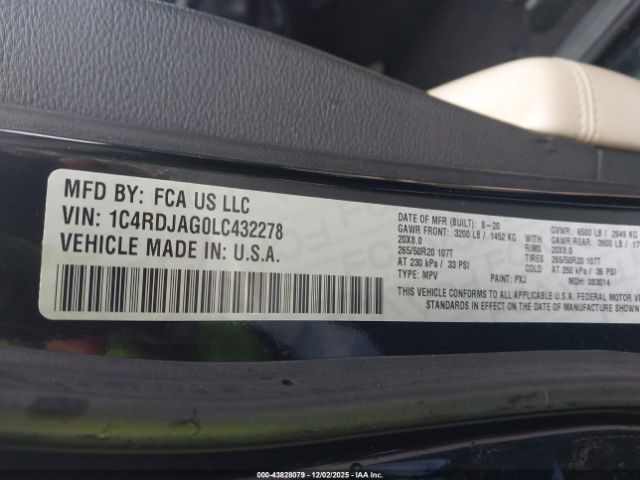 MFD BY: FCA US LLC
VIN: 1C4RDJAG0LC432278
VEHICLE MADE IN: U.S.A.
DATE OF MFR (BUILT): 8-20
GAWR FRONT: 3200 LB / 1452 KG
20X8.0
265/50R20 107T
AT 230 kPa / 33 PSI
TYPE: MPV
PAINT: PXJ
GVWR: 6500 LB / 2949 KG
WITH GAWR REAR: 3900 LB / 17
RIMS 20X8.0
TIRES 265/50R20 107T
COLD AT 250 kPa / 36 PSI
MDH: 083014
THIS VEHICLE CONFORMS TO ALL APPLICABLE U.S.A. FEDERAL MOTOR VEH
STANDARDS IN EFFECT ON THE DATE OF MANUFACTURE SHOWN
000-43828079 | 12/02/2025 - IAA Inc.